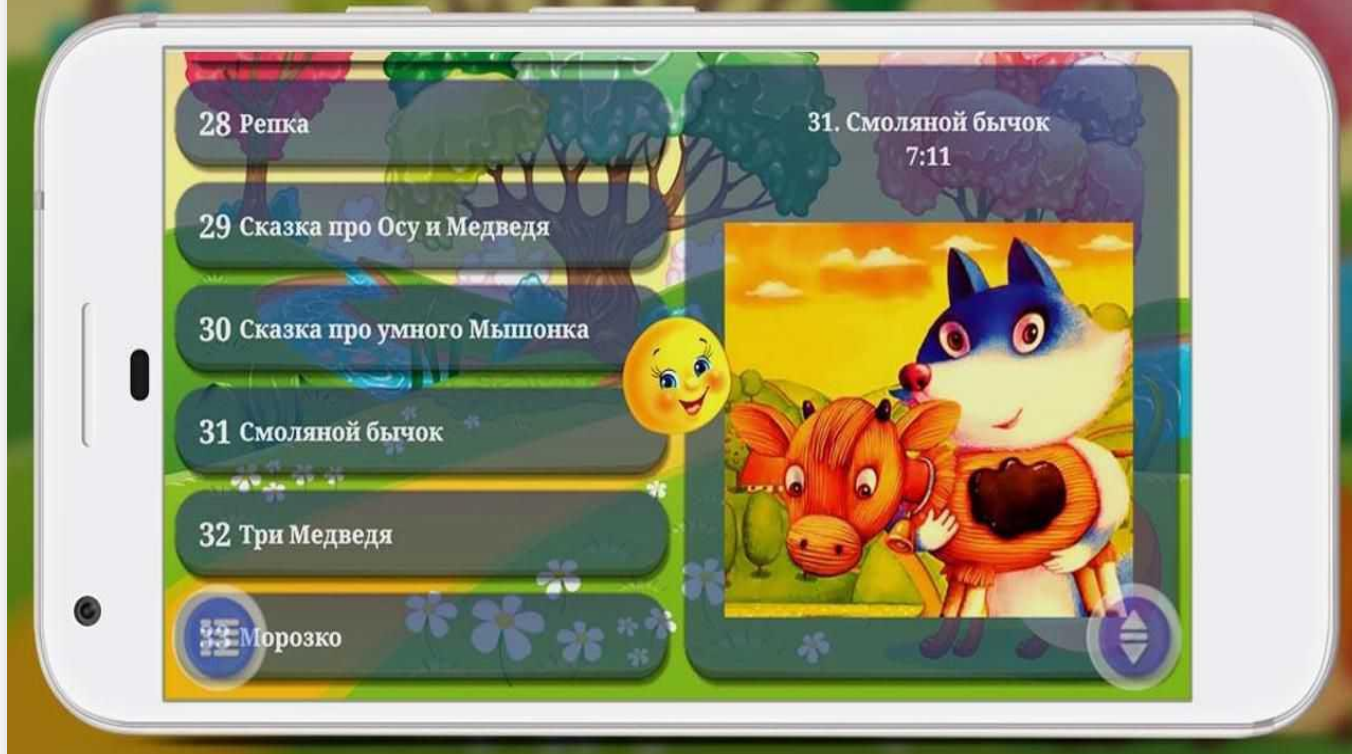 28 Репка
29 Сказка про Осу и Медведя
30 Сказка про умного Мышонка
31 Смоляной бычок
32 Три Медведя
33 Морозко
31. Смоляной бычок
7:11